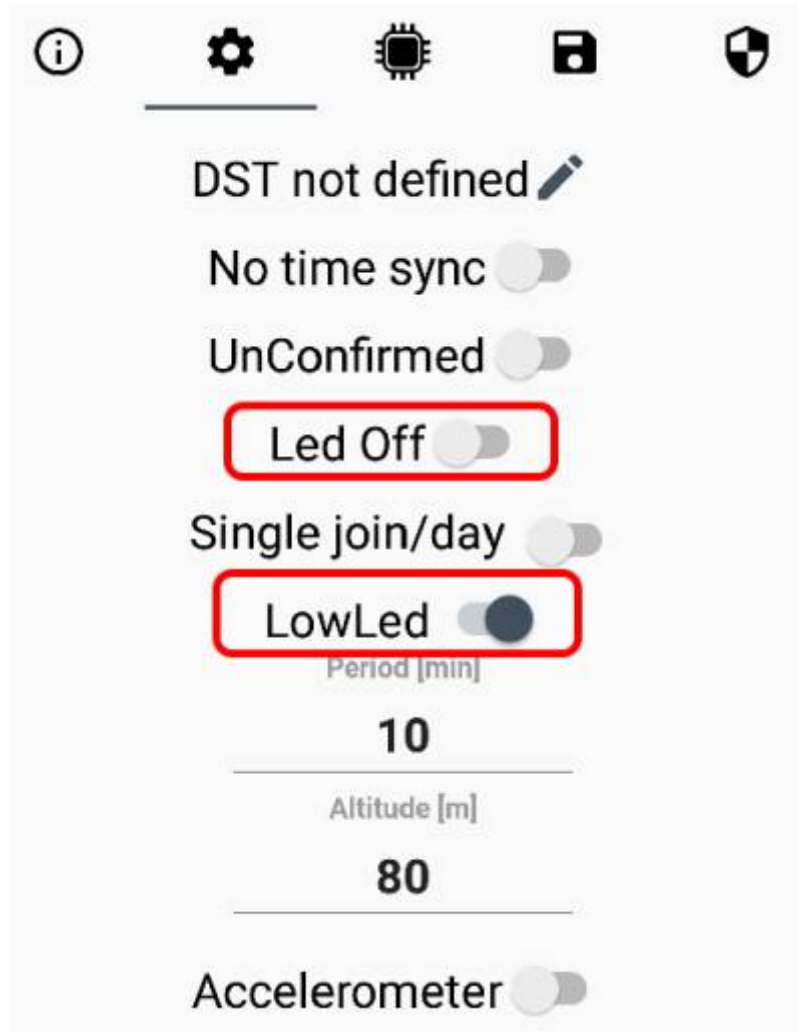 DST not defined
No time sync
UnConfirmed
Led Off
Single join/day
LowLed
Period [min]
10
Altitude [m]
80
Accelerometer